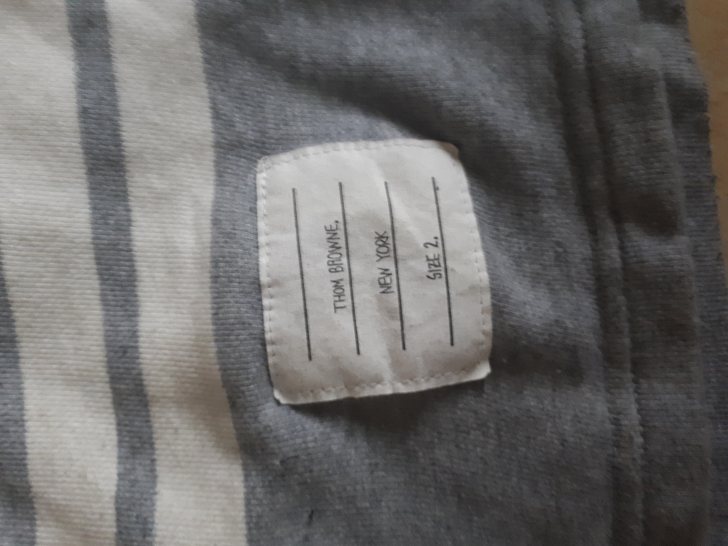 THOM BROWNE.
NEW YORK
SIZE 2.